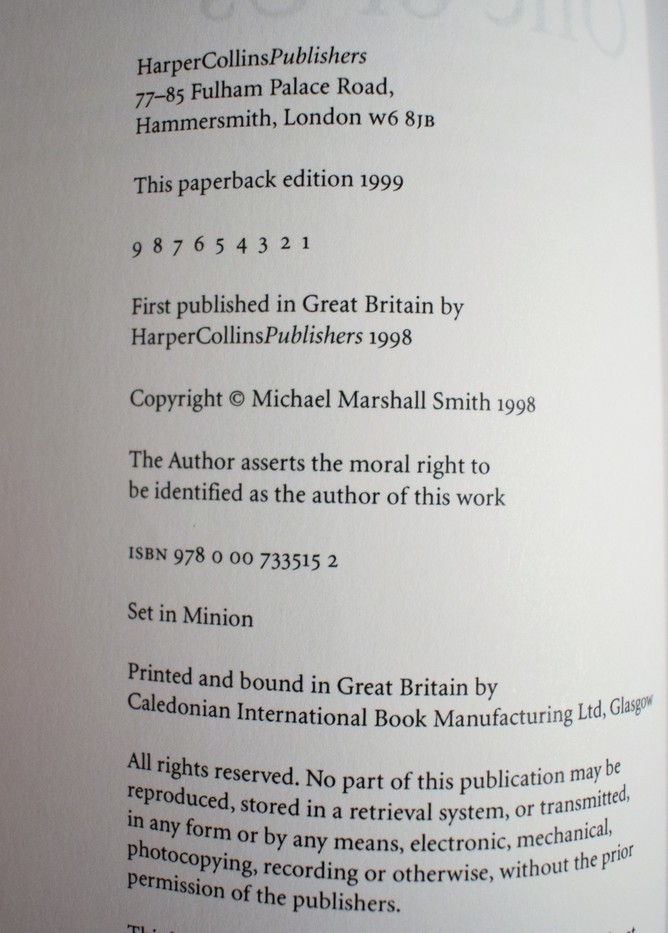 HarperCollinsPublishers
77–85 Fulham Palace Road,
Hammersmith, London W6 8JB
This paperback edition 1999
9 8 7 6 5 4 3 2 1
First published in Great Britain by
HarperCollinsPublishers 1998
Copyright © Michael Marshall Smith 1998
The Author asserts the moral right to
be identified as the author of this work
ISBN 978 0 00 733515 2
Set in Minion
Printed and bound in Great Britain by
Caledonian International Book Manufacturing Ltd, Glasgow
All rights reserved. No part of this publication may be
reproduced, stored in a retrieval system, or transmitted,
in any form or by any means, electronic, mechanical,
photocopying, recording or otherwise, without the prior
permission of the publishers.